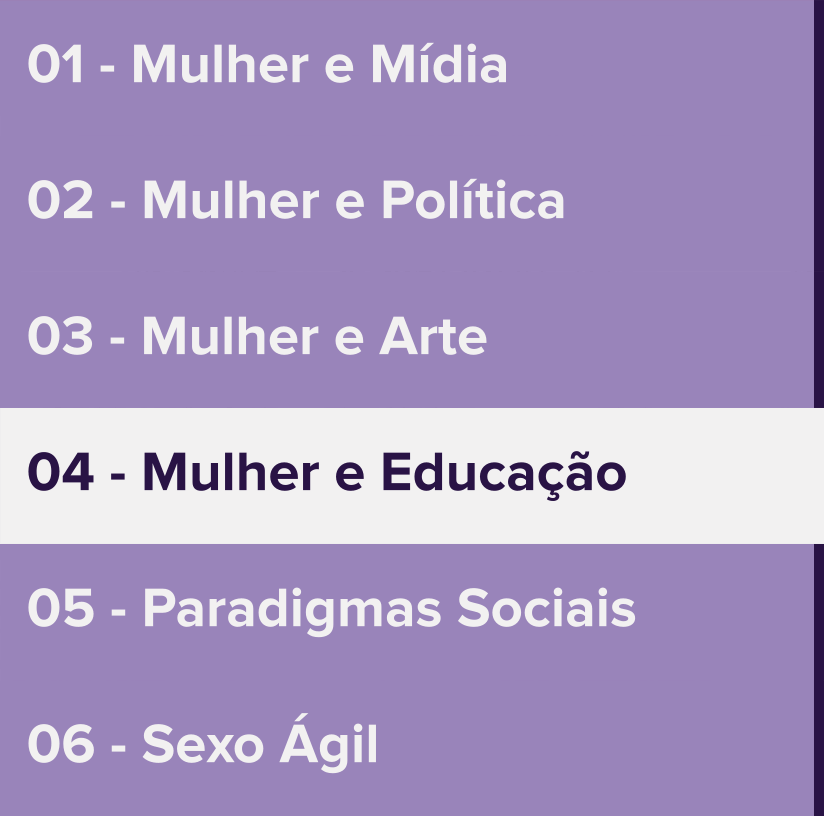 01 - Mulher e Mídia
02 - Mulher e Política
03 - Mulher e Arte
04 - Mulher e Educação
05 - Paradigmas Sociais
06 - Sexo Ágil